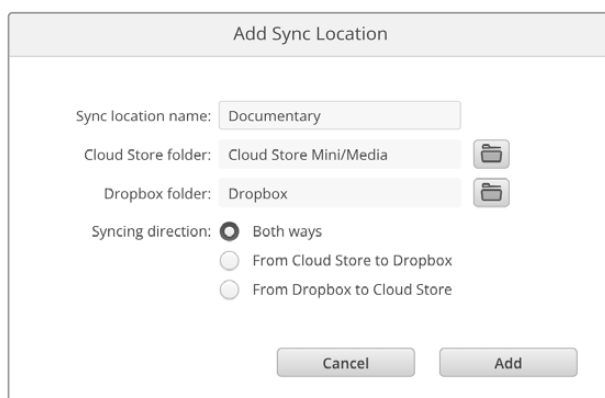 Add Sync Location
Sync location name: Documentary
Cloud Store folder: Cloud Store Mini/Media
Dropbox folder: Dropbox
Syncing direction: Both ways
From Cloud Store to Dropbox
From Dropbox to Cloud Store
Cancel Add